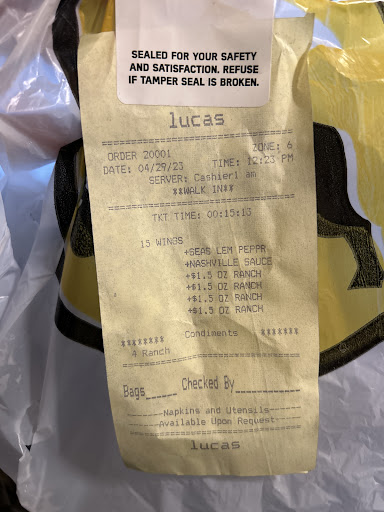 SEALED FOR YOUR SAFETY
AND SATISFACTION. REFUSE
IF TAMPER SEAL IS BROKEN.
lucas
ORDER 20001 ZONE: 6
DATE: 04/29/23 TIME: 12:23 PM
SERVER: Cashier1 am
**WALK IN**
TKT TIME: 00:15:13
15 WINGS
+SEAS LEM PEPPR
+NASHVILLE SAUCE
+$1.5 OZ RANCH
+$1.5 OZ RANCH
+$1.5 OZ RANCH
+$1.5 OZ RANCH
******** Condiments *******
4 Ranch
Bags_____ Checked By__________
-----Napkins and Utensils-----
-----Available Upon Request-----
lucas